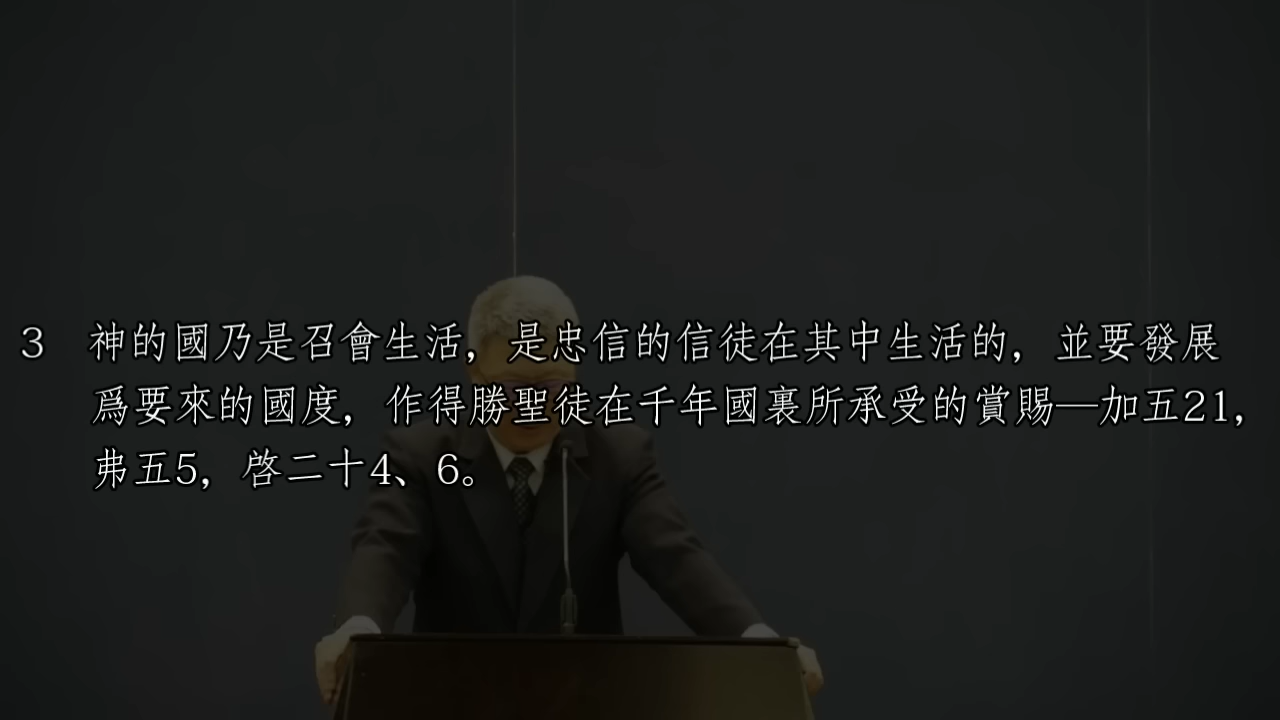 3 神的國乃是召會生活，是忠信的信徒在其中生活的，並要發展
爲要來的國度，作得勝聖徒在千年國裏所承受的賞賜—加五21，
弗五5，啓二十4、6。